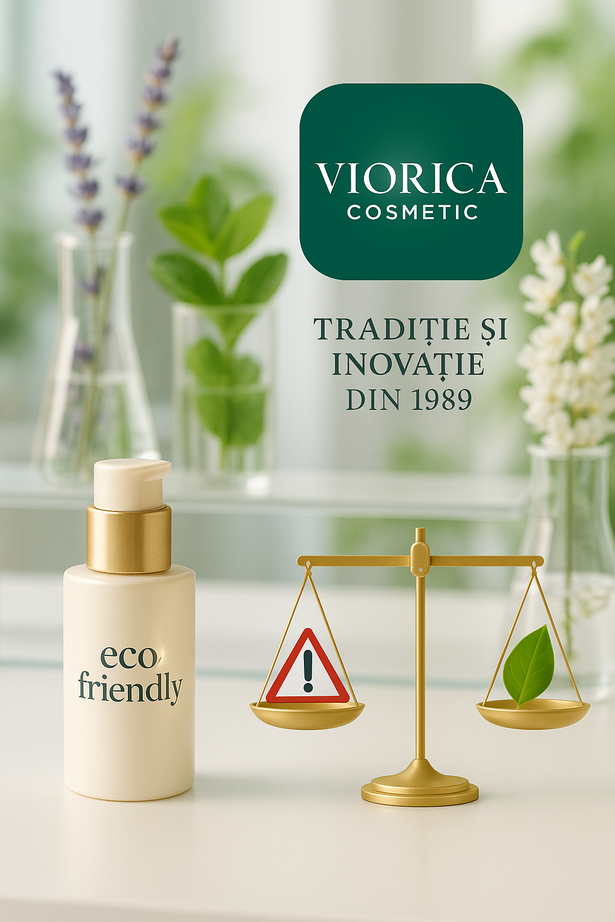 VIORICA
COSMETIC
TRADIȚIE ȘI
INOVAȚIE
DIN 1989
eco
friendly
!